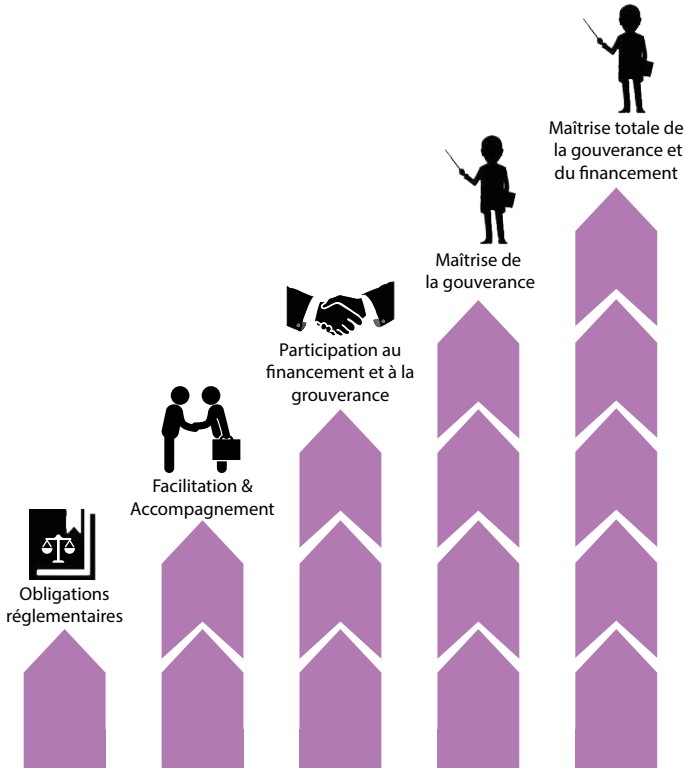 Obligations
réglementaires
Facilitation &
Accompagnement
Participation au
financement et à la
grouverance
Maîtrise de
la gouverance
Maîtrise totale de
la gouverance et
du financement